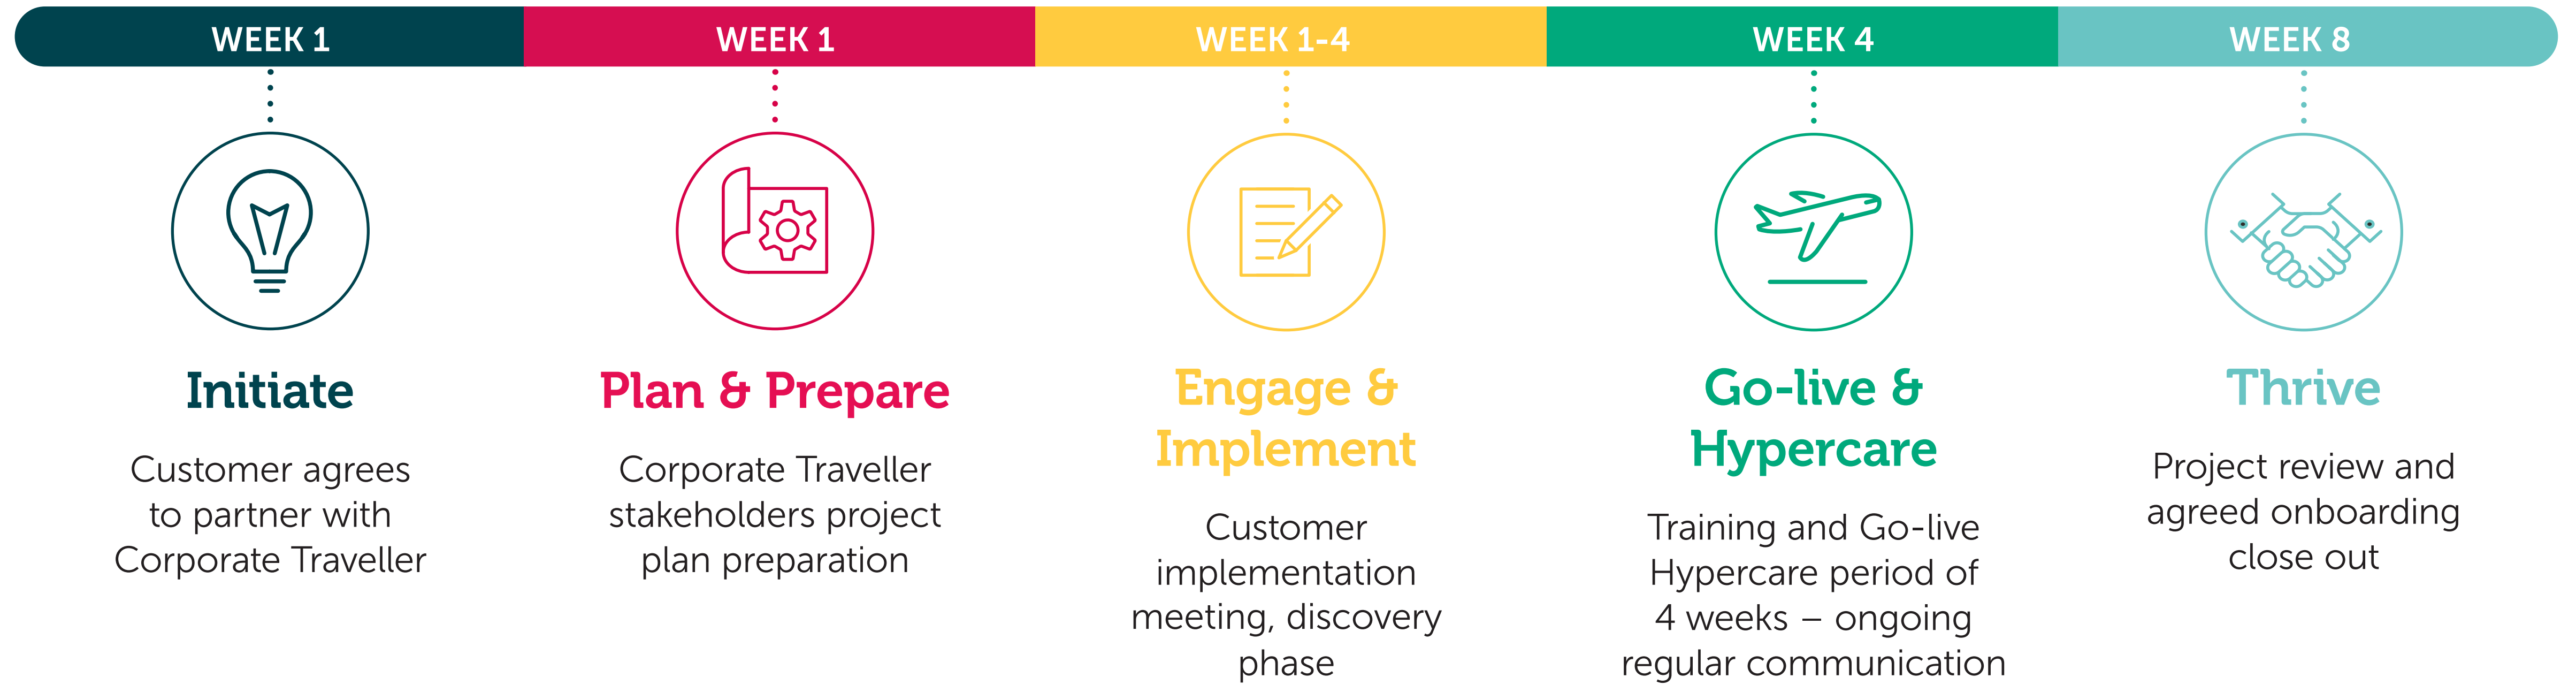 WEEK 1
WEEK 1
WEEK 1-4
WEEK 4
WEEK 8
Initiate
Customer agrees
to partner with
Corporate Traveller
Plan & Prepare
Corporate Traveller
stakeholders project
plan preparation
Engage &
Implement
Customer
implementation
meeting, discovery
phase
Go-live &
Hypercare
Training and Go-live
Hypercare period of
4 weeks – ongoing
regular communication
Thrive
Project review and
agreed onboarding
close out